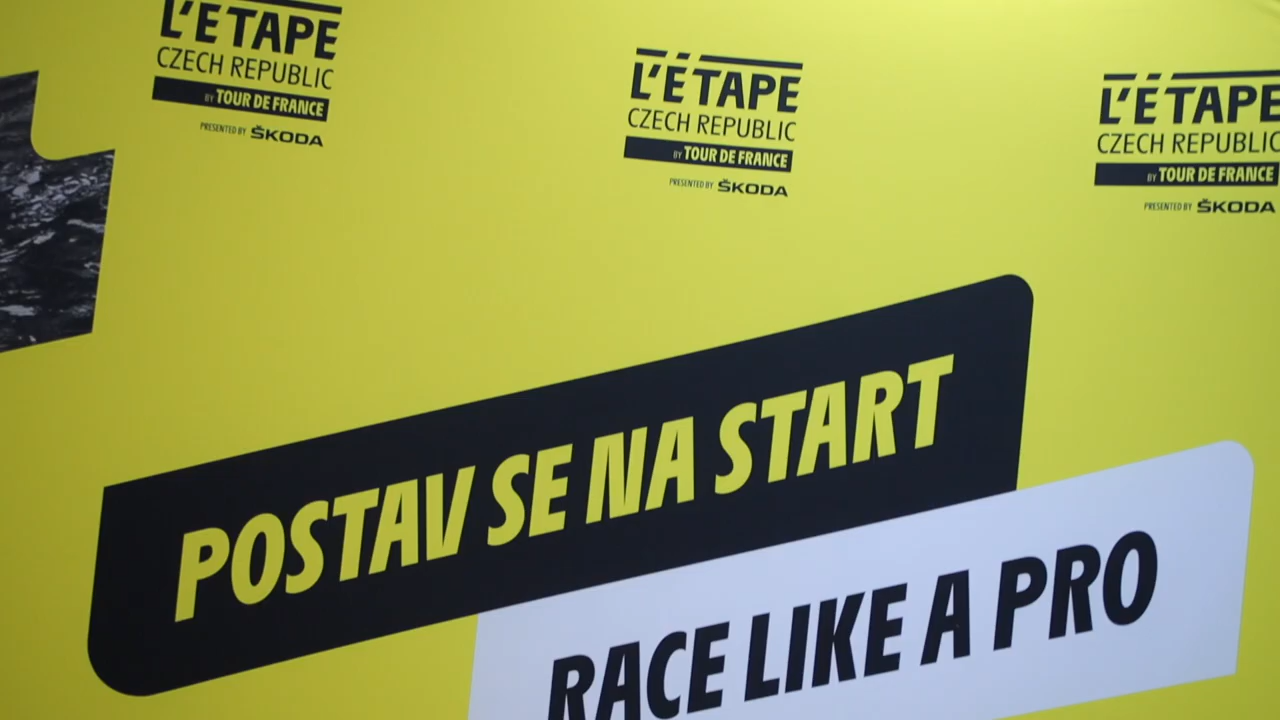 L'ÉTAPE
CZECH REPUBLIC
BY TOUR DE FRANCE
PRESENTED BY ŠKODA
L'ÉTAPE
CZECH REPUBLIC
BY TOUR DE FRANCE
PRESENTED BY ŠKODA
L'ÉTAPE
CZECH REPUBLIC
BY TOUR DE FRANCE
PRESENTED BY ŠKODA
POSTAV SE NA START
RACE LIKE A PRO